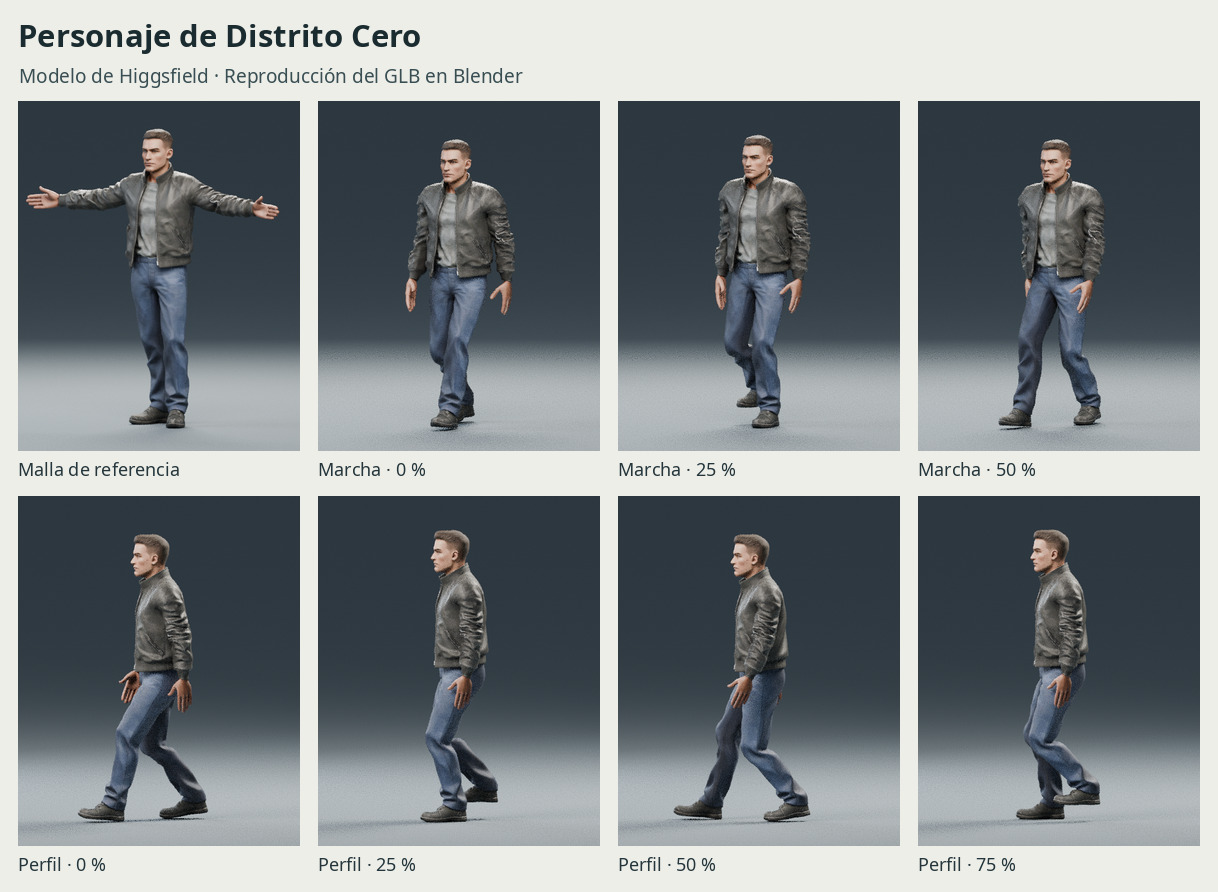 Personaje de Distrito Cero
Modelo de Higgsfield · Reproducción del GLB en Blender
Malla de referencia
Marcha · 0 %
Marcha · 25 %
Marcha · 50 %
Perfil · 0 %
Perfil · 25 %
Perfil · 50 %
Perfil · 75 %